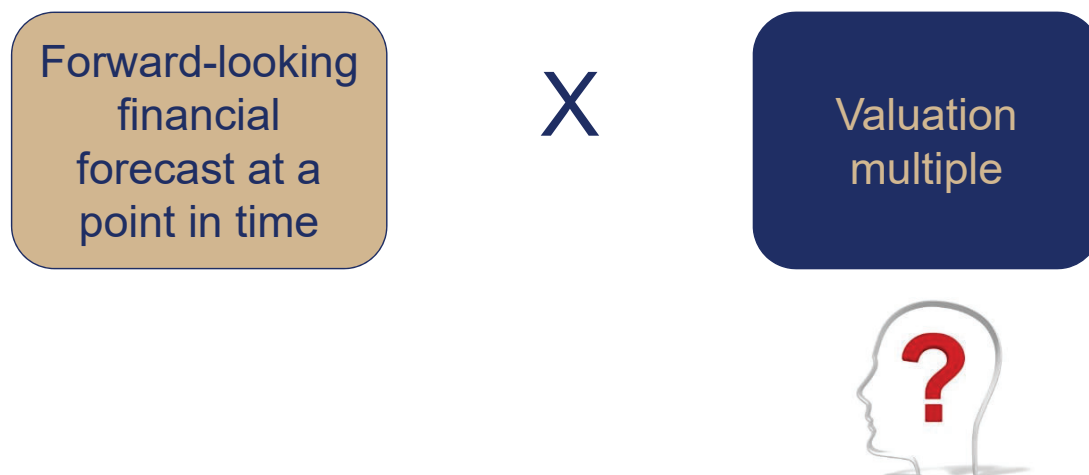 Forward-looking
financial
forecast at a
point in time
X
Valuation
multiple
?